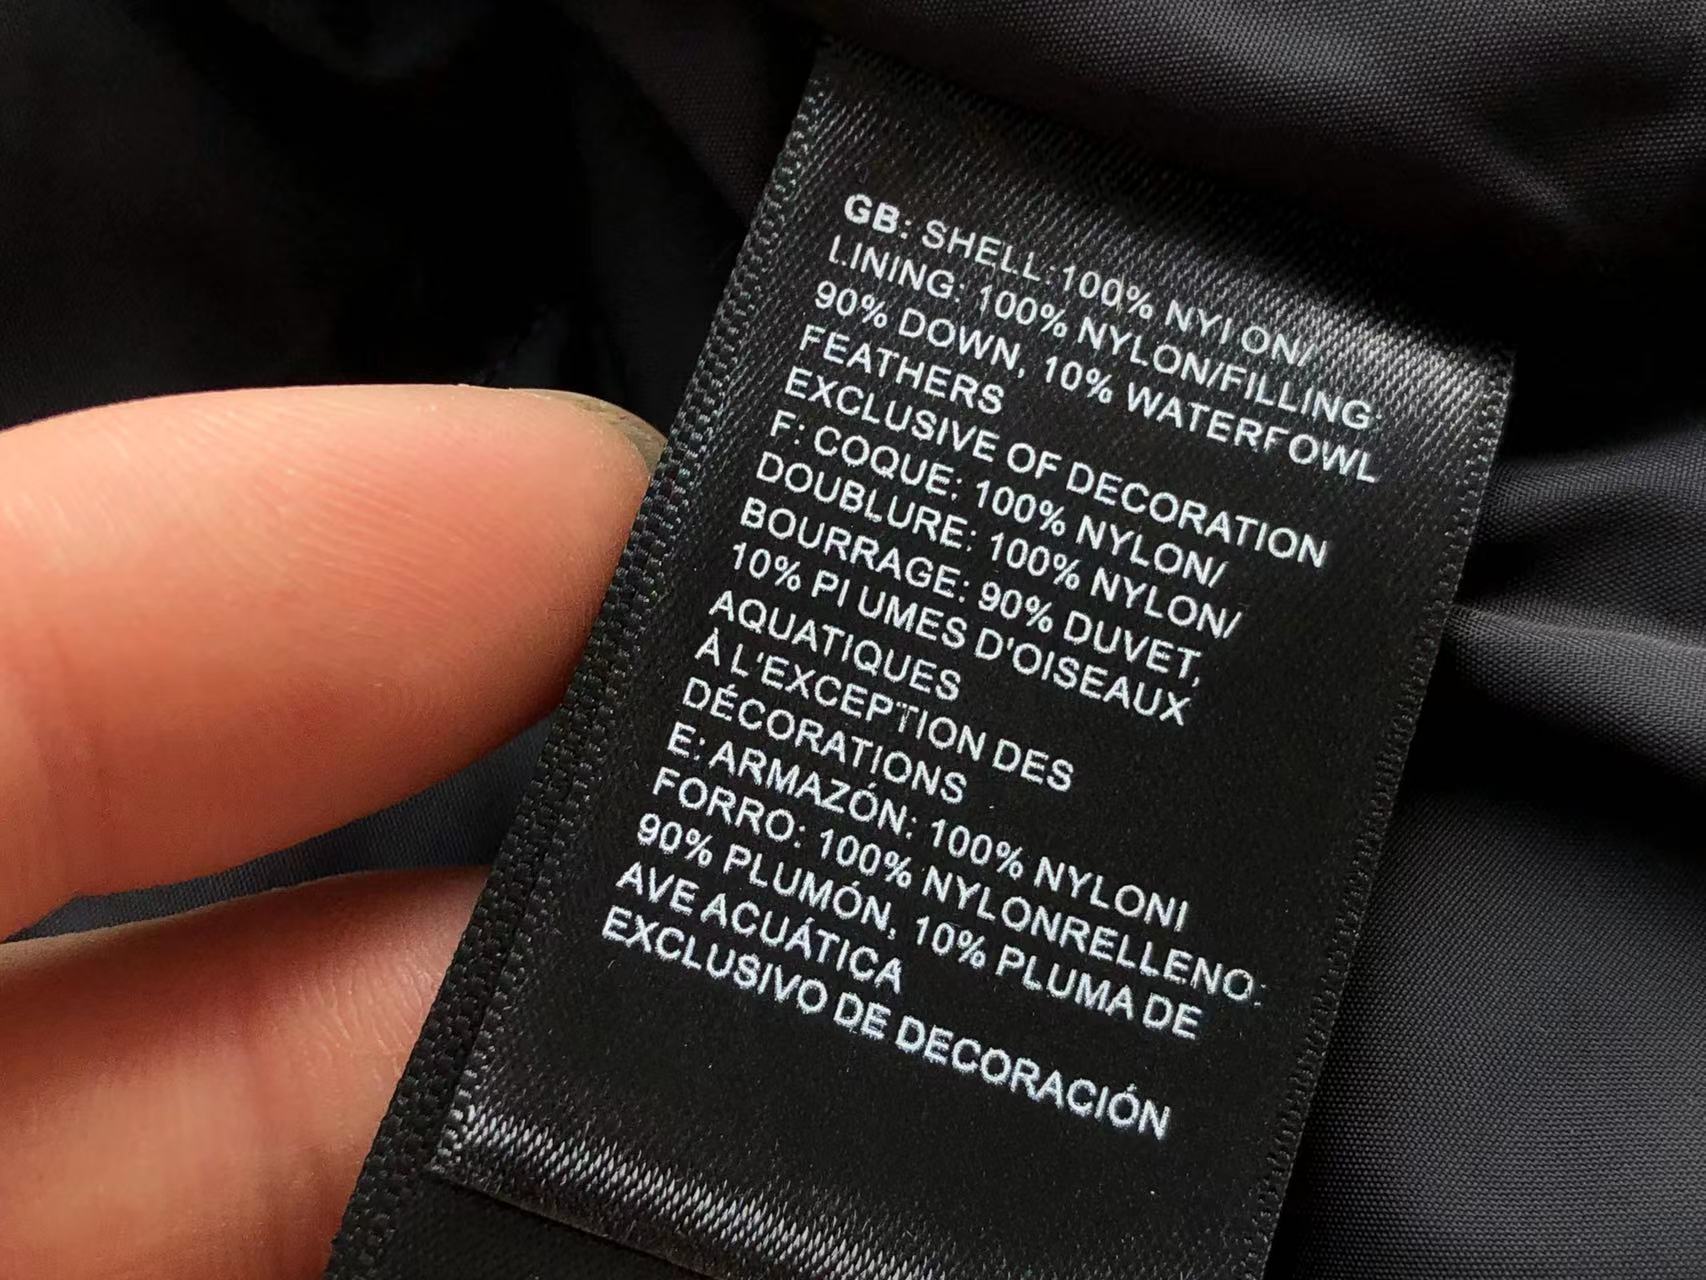 GB: SHELL:100% NYLON/
LINING: 100% NYLON/FILLING:
90% DOWN, 10% WATERFOWL
FEATHERS
EXCLUSIVE OF DECORATION
F: COQUE: 100% NYLON/
DOUBLURE: 100% NYLON/
BOURRAGE: 90% DUVET,
10% PLUMES D'OISEAUX
AQUATIQUES
À L'EXCEPTION DES
DÉCORATIONS
E: ARMAZÓN: 100% NYLONI
FORRO: 100% NYLONRELLENO:
90% PLUMÓN, 10% PLUMA DE
AVE ACUÁTICA
EXCLUSIVO DE DECORACIÓN